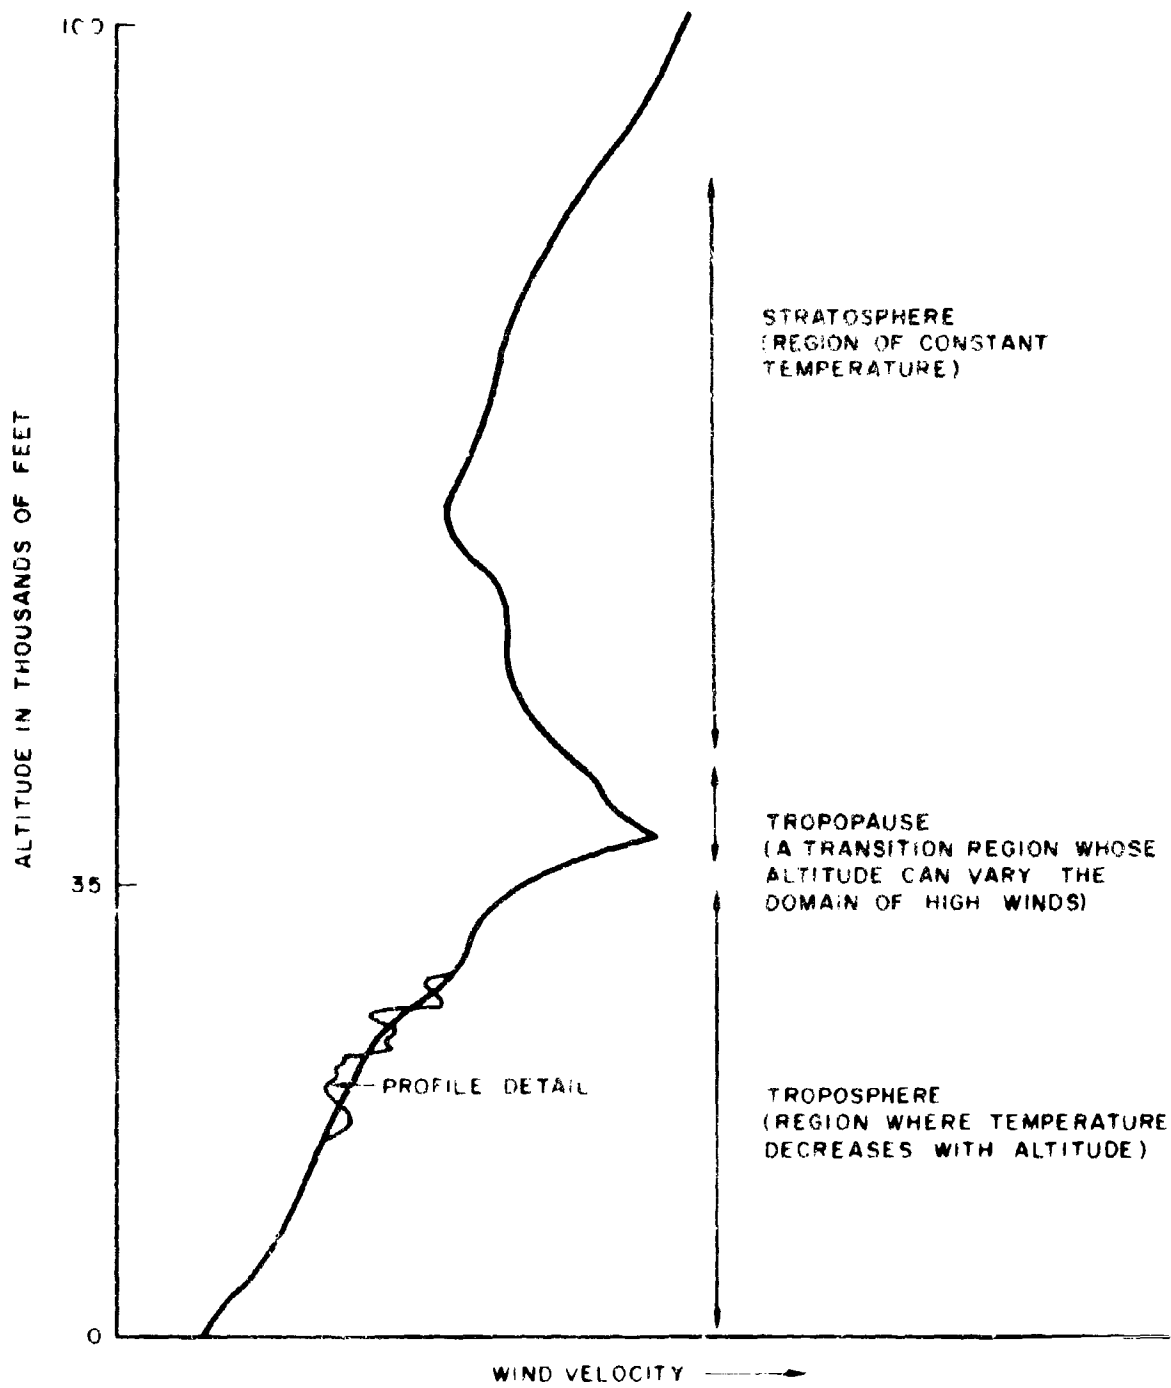 100
STRATOSPHERE
(REGION OF CONSTANT
TEMPERATURE)
ALTITUDE IN THOUSANDS OF FEET
TROPOPAUSE
(A TRANSITION REGION WHOSE
ALTITUDE CAN VARY THE
DOMAIN OF HIGH WINDS)
35
PROFILE DETAIL
TROPOSPHERE
(REGION WHERE TEMPERATURE
DECREASES WITH ALTITUDE)
0
WIND VELOCITY